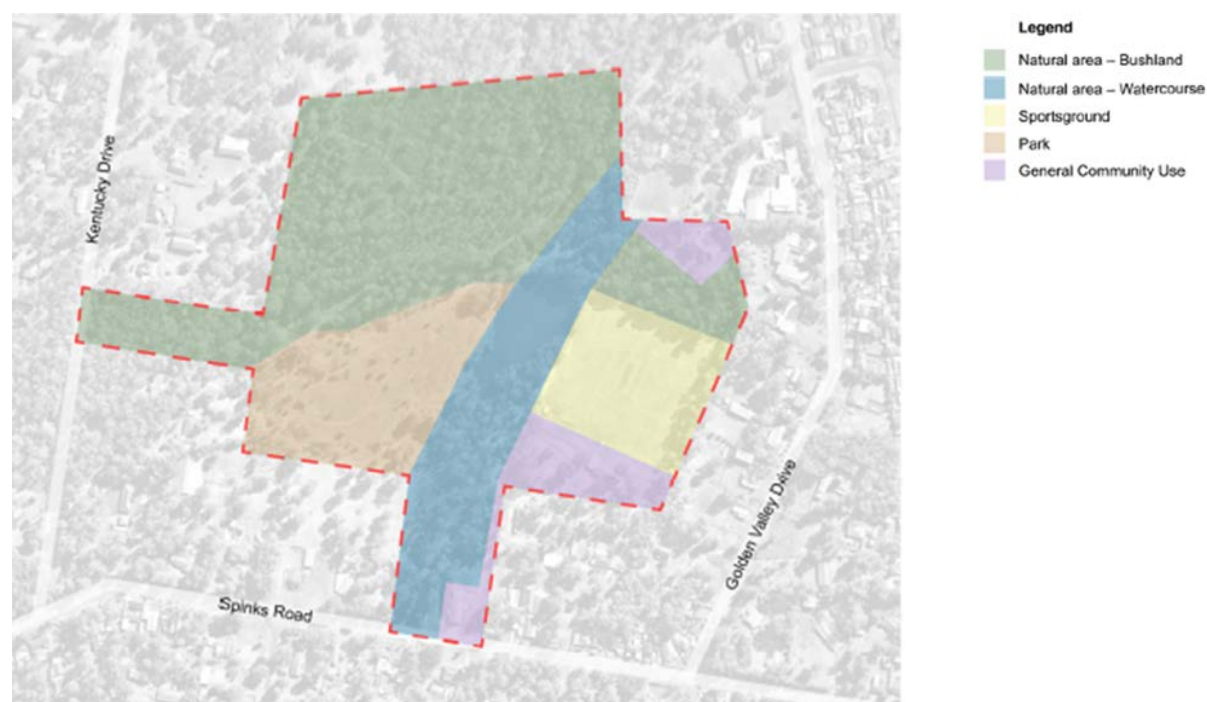 Legend
Natural area – Bushland
Natural area – Watercourse
Sportsground
Park
General Community Use
Kentucky Drive
Golden Valley Drive
Spinks Road